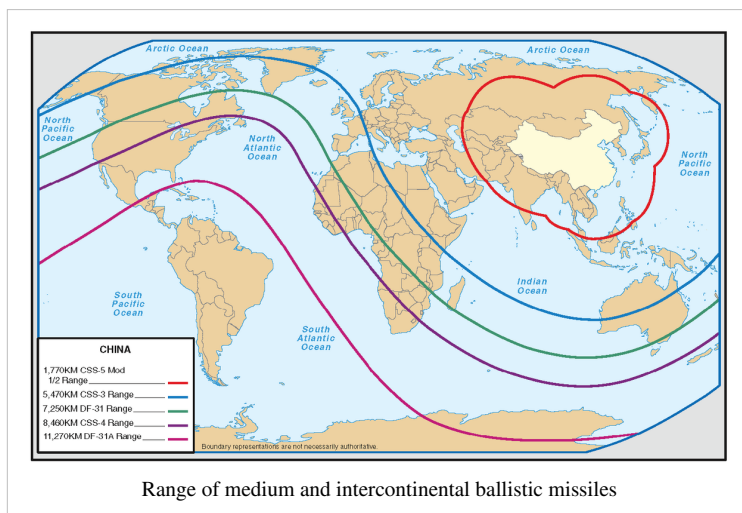 Arctic Ocean
Arctic Ocean
North
Pacific
Ocean
North
Atlantic
Ocean
North
Pacific
Ocean
Indian
Ocean
South
Pacific
Ocean
South
Atlantic
Ocean
CHINA
1,770KM CSS-5 Mod
1/2 Range
5,470KM CSS-3 Range
7,250KM DF-31 Range
8,460KM CSS-4 Range
11,270KM DF-31A Range
Boundary representations are not necessarily authoritative.
Range of medium and intercontinental ballistic missiles